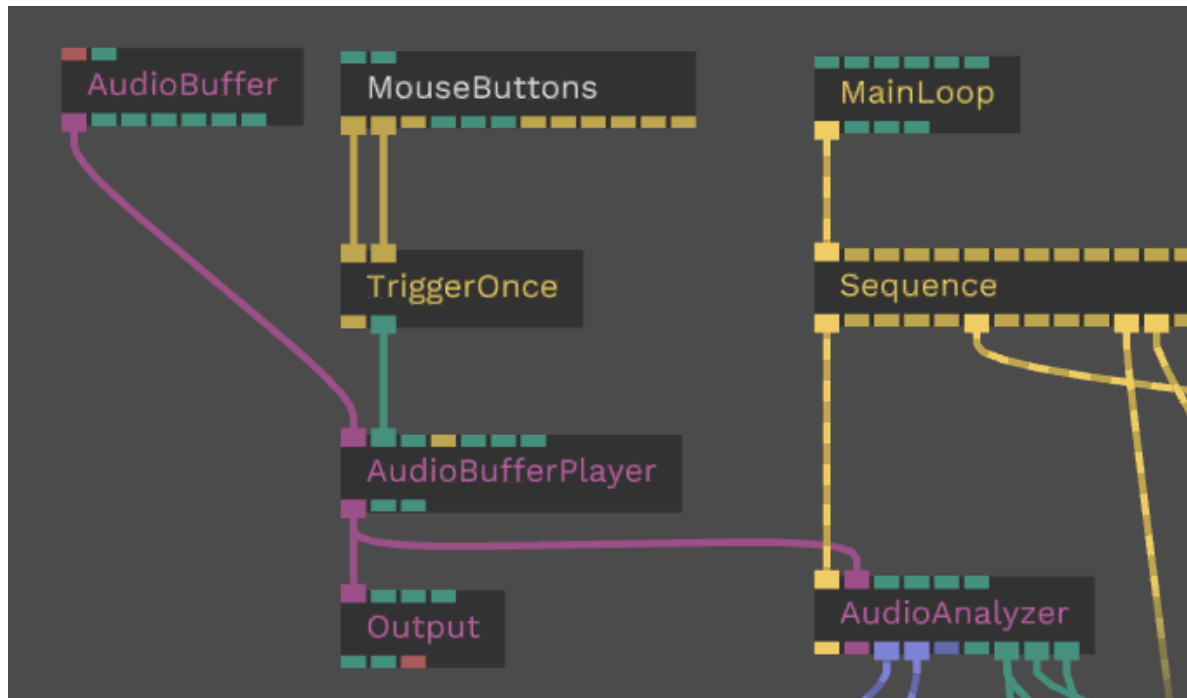 AudioBuffer
MouseButtons
MainLoop
TriggerOnce
Sequence
AudioBufferPlayer
Output
AudioAnalyzer